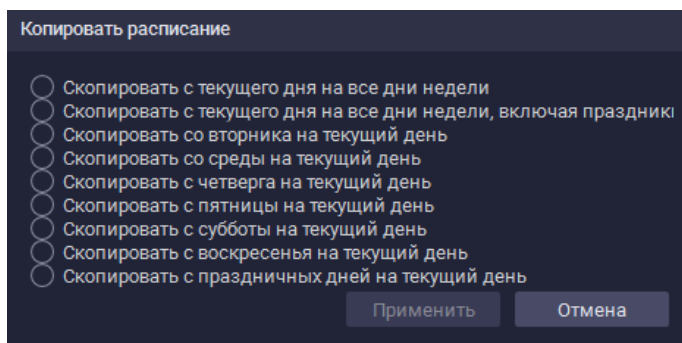 Копировать расписание
Скопировать с текущего дня на все дни недели
Скопировать с текущего дня на все дни недели, включая праздники
Скопировать со вторника на текущий день
Скопировать со среды на текущий день
Скопировать с четверга на текущий день
Скопировать с пятницы на текущий день
Скопировать с субботы на текущий день
Скопировать с воскресенья на текущий день
Скопировать с праздничных дней на текущий день
Применить Отмена